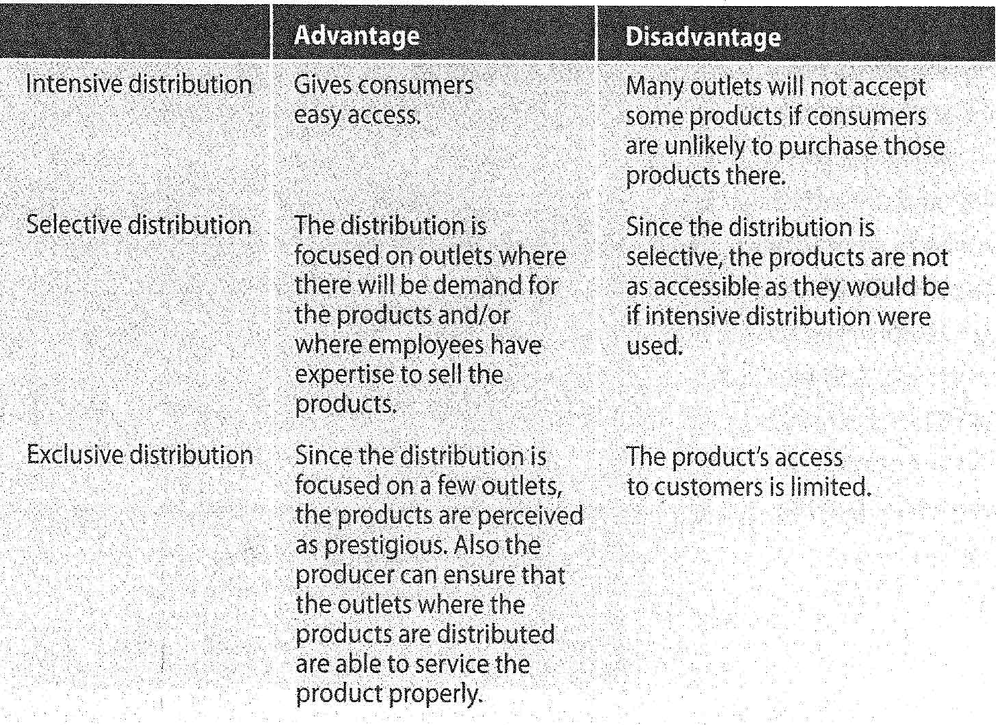 Advantage
Disadvantage
Intensive distribution
Gives consumers
easy access.
Many outlets will not accept
some products if consumers
are unlikely to purchase those
products there.
Selective distribution
The distribution is
focused on outlets where
there will be demand for
the products and/or
where employees have
expertise to sell the
products.
Since the distribution is
selective, the products are not
as accessible as they would be
if intensive distribution were
used.
Exclusive distribution
Since the distribution is
focused on a few outlets,
the products are perceived
as prestigious. Also the
producer can ensure that
the outlets where the
products are distributed
are able to service the
product properly.
The product's access
to customers is limited.